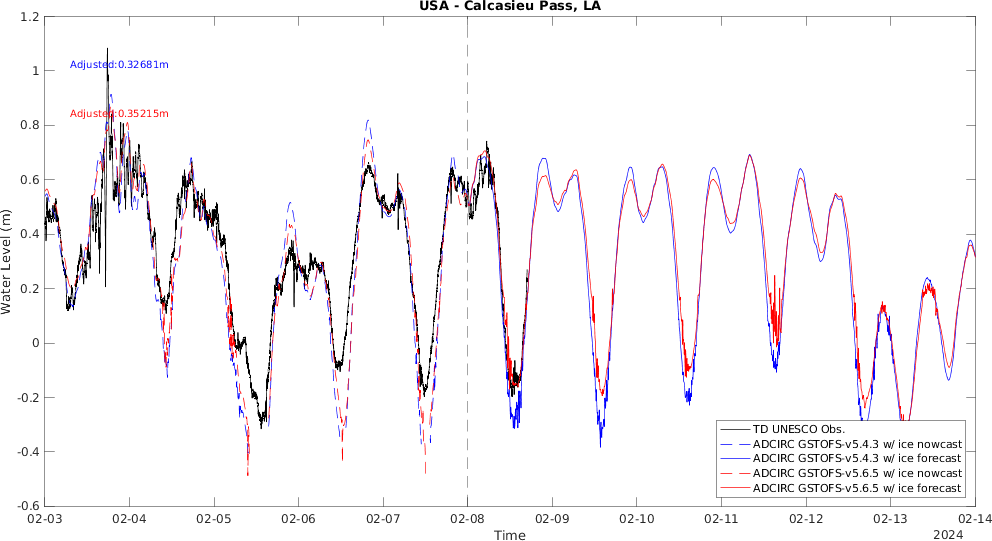 USA - Calcasieu Pass, LA
1.2
1
0.8
0.6
0.4
0.2
0
-0.2
-0.4
-0.6
Water Level (m)
Adjusted:0.32681m
Adjusted:0.35215m
TD UNESCO Obs.
ADCIRC GSTOFS-v5.4.3 w/ ice nowcast
ADCIRC GSTOFS-v5.4.3 w/ ice forecast
ADCIRC GSTOFS-v5.6.5 w/ ice nowcast
ADCIRC GSTOFS-v5.6.5 w/ ice forecast
02-03 02-04 02-05 02-06 02-07 02-08 02-09 02-10 02-11 02-12 02-13 02-14
Time
2024